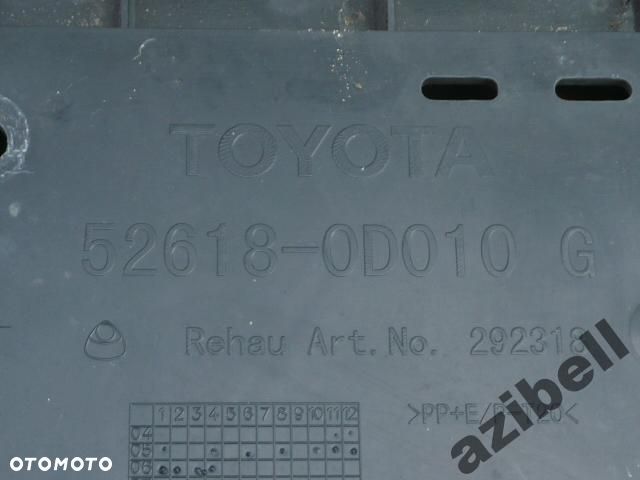 TOYOTA
52618-0D010 G
Rehau Art.No. 292318
1 2 3 4 5 6 7 8 9 10 11 12
04
05
06
>PP+E/P-T20<
azibell
OTOMOTO